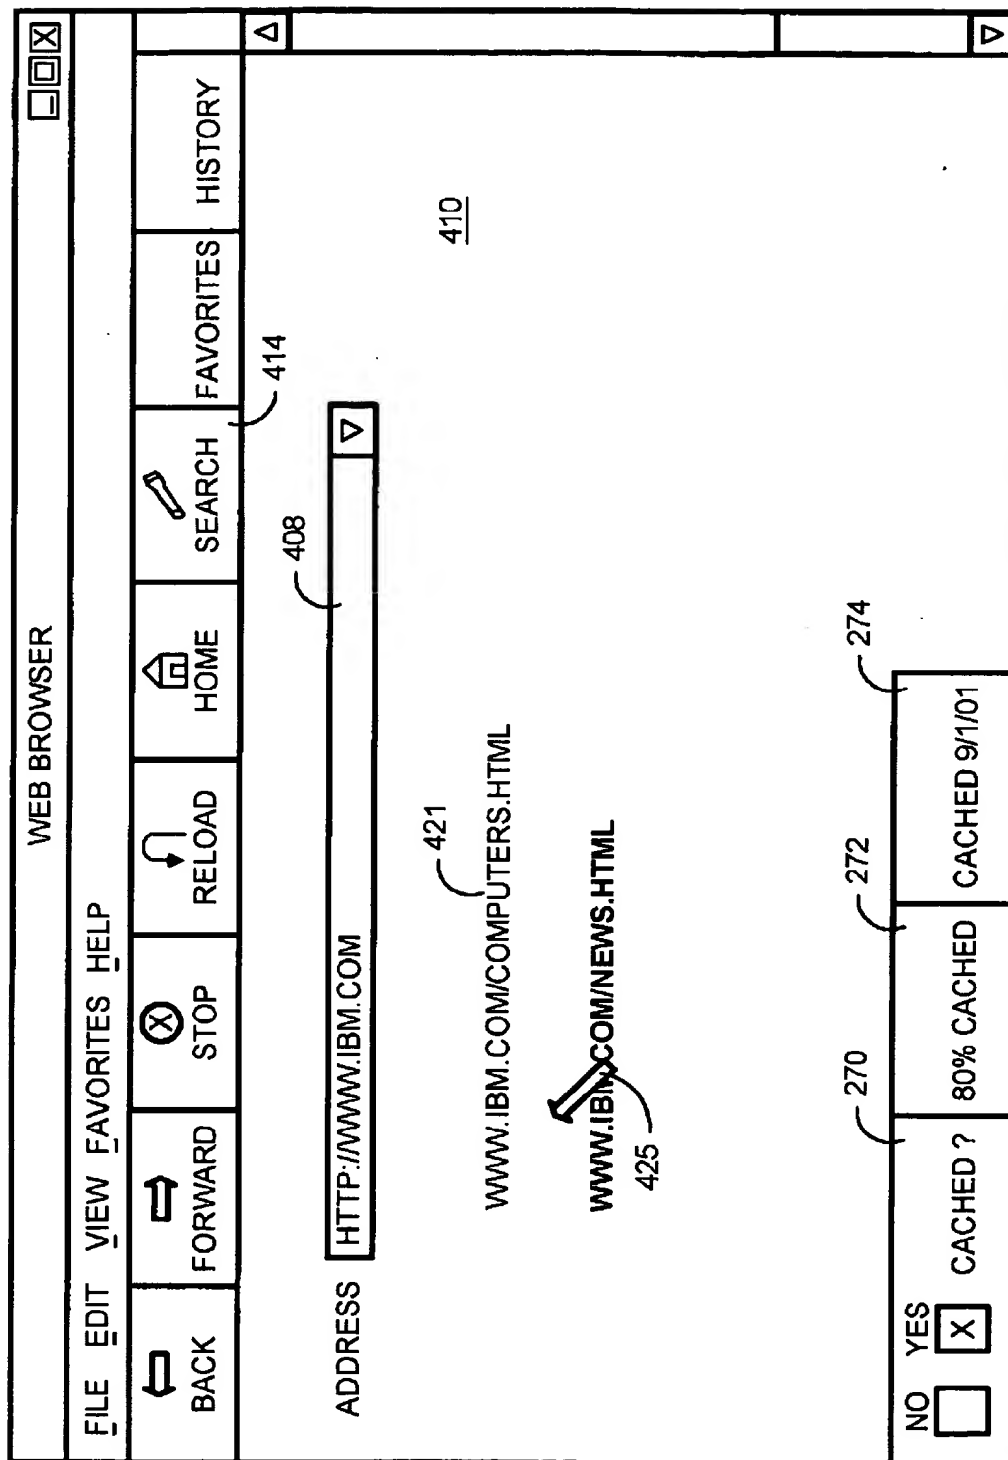 WEB BROWSER
FILE EDIT VIEW FAVORITES HELP
BACK FORWARD STOP RELOAD HOME SEARCH FAVORITES HISTORY
414
ADDRESS HTTP://WWW.IBM.COM
408
410
421
WWW.IBM.COM/COMPUTERS.HTML
WWW.IBM.COM/NEWS.HTML
425
270 272 274
NO YES
X
CACHED ? 80% CACHED CACHED 9/1/01